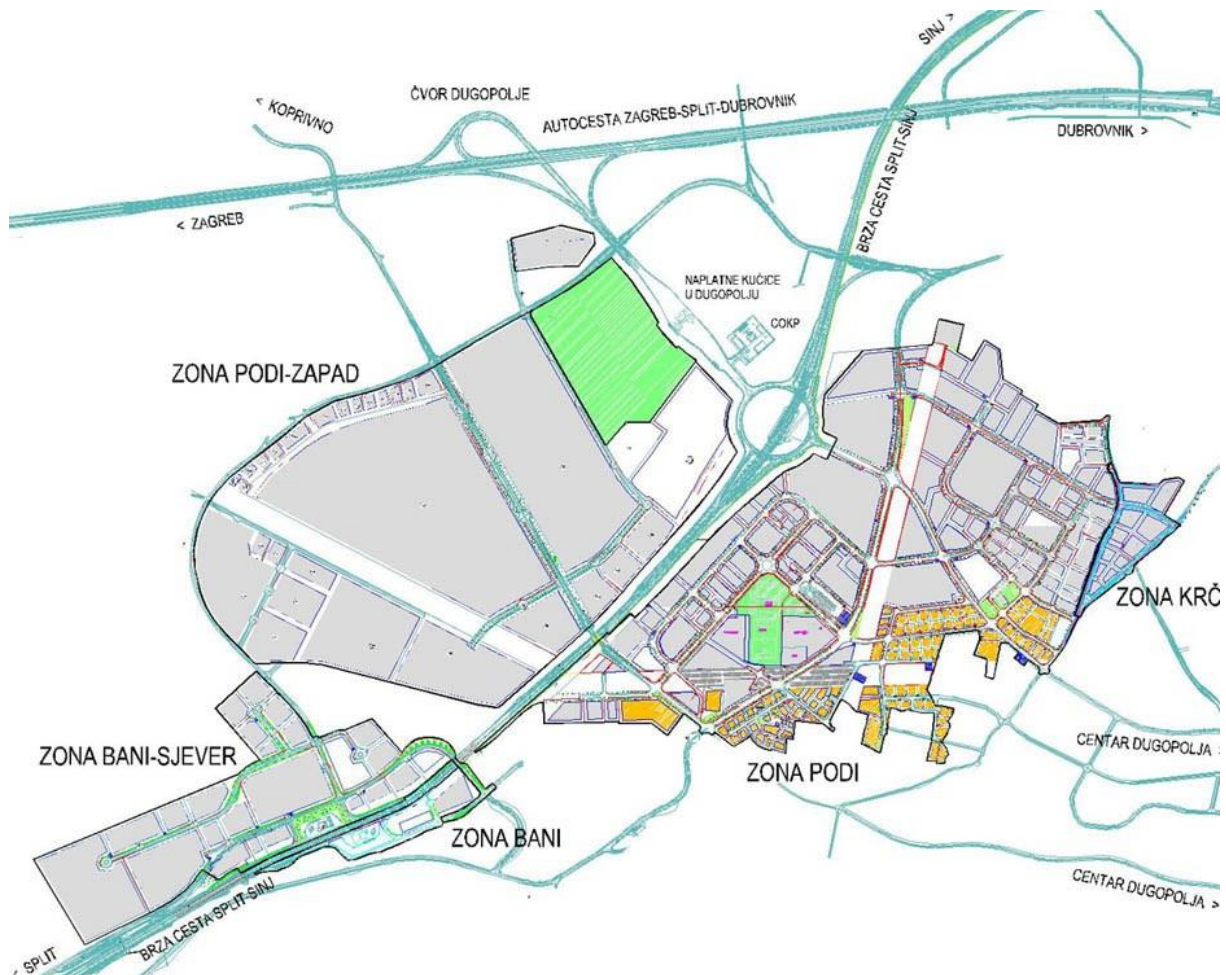 SINJ >
ČVOR DUGOPOLJE
< KOPRIVNO
AUTOCESTA ZAGREB-SPLIT-DUBROVNIK
DUBROVNIK >
BRZA CESTA SPLIT-SINJ
< ZAGREB
NAPLATNE KUĆICE
U DUGOPOLJU
COKP
ZONA PODI-ZAPAD
ZONA KRČ
ZONA BANI-SJEVER
CENTAR DUGOPOLJA >
ZONA PODI
ZONA BANI
CENTAR DUGOPOLJA >
BRZA CESTA SPLIT-SINJ
< SPLIT